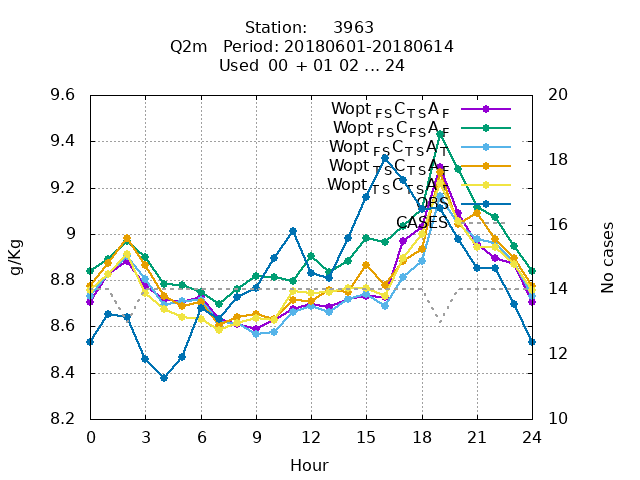 Station: 3963
Q2m Period: 20180601-20180614
Used 00 + 01 02 ... 24
9.6
9.4
9.2
9
8.8
8.6
8.4
8.2
20
18
16
14
12
10
g/Kg
No cases
Wopt FS C TS A F
Wopt FS C FS A F
Wopt FS C TS A T
Wopt TS C TS A F
Wopt TS C TS A
OBS
CASES
0 3 6 9 12 15 18 21 24
Hour